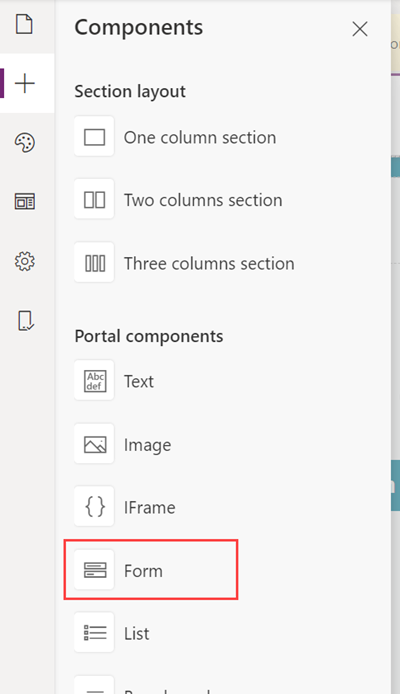 Components
Section layout
One column section
Two columns section
Three columns section
Portal components
Abc
def
Text
Image
{ }
IFrame
Form
List